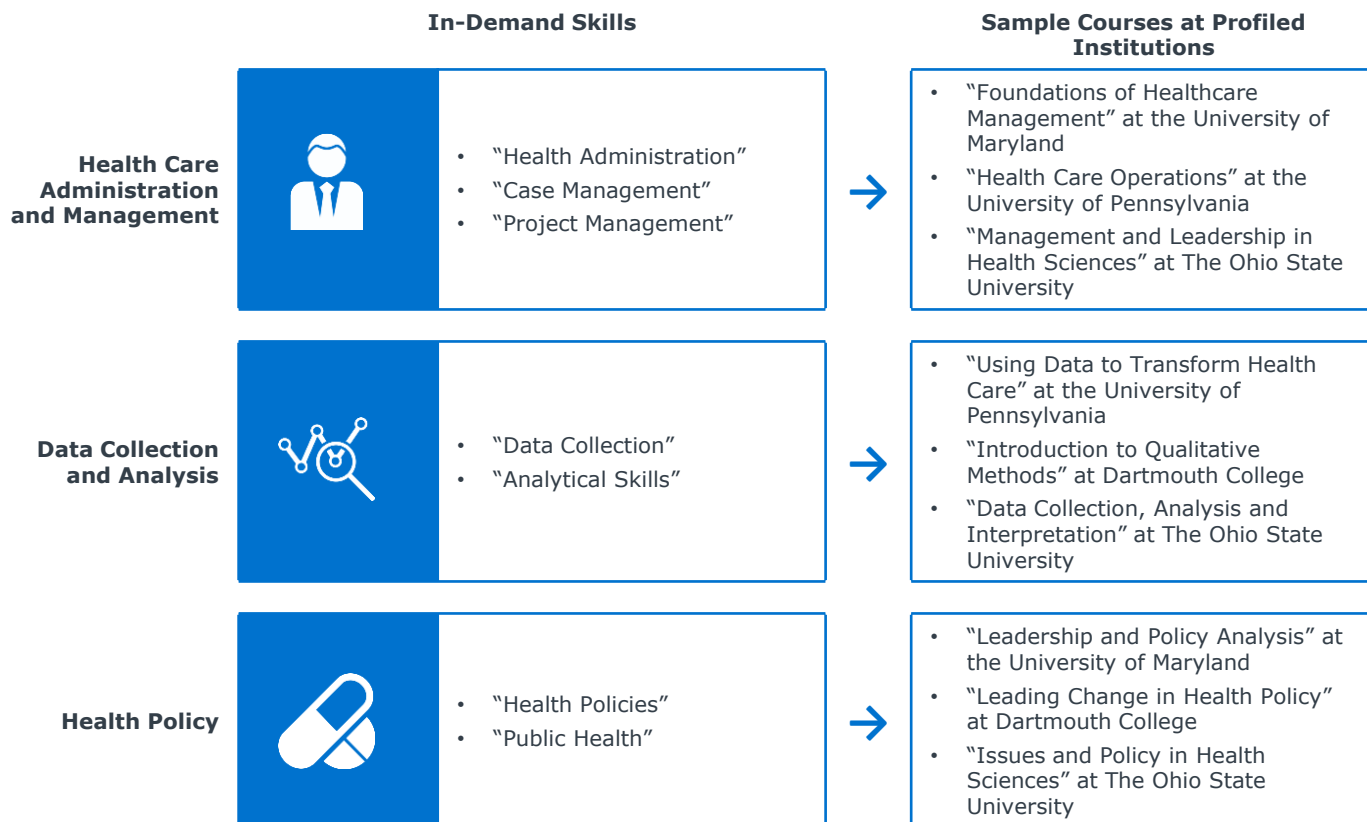 In-Demand Skills
Sample Courses at Profiled
Institutions
Health Care
Administration
and Management
• “Health Administration”
• “Case Management”
• “Project Management”
• “Foundations of Healthcare
Management” at the University of
Maryland
• “Health Care Operations” at the
University of Pennsylvania
• “Management and Leadership in
Health Sciences” at The Ohio State
University
Data Collection
and Analysis
• “Data Collection”
• “Analytical Skills”
• “Using Data to Transform Health
Care” at the University of
Pennsylvania
• “Introduction to Qualitative
Methods” at Dartmouth College
• “Data Collection, Analysis and
Interpretation” at The Ohio State
University
Health Policy
• “Health Policies”
• “Public Health”
• “Leadership and Policy Analysis” at
the University of Maryland
• “Leading Change in Health Policy”
at Dartmouth College
• “Issues and Policy in Health
Sciences” at The Ohio State
University